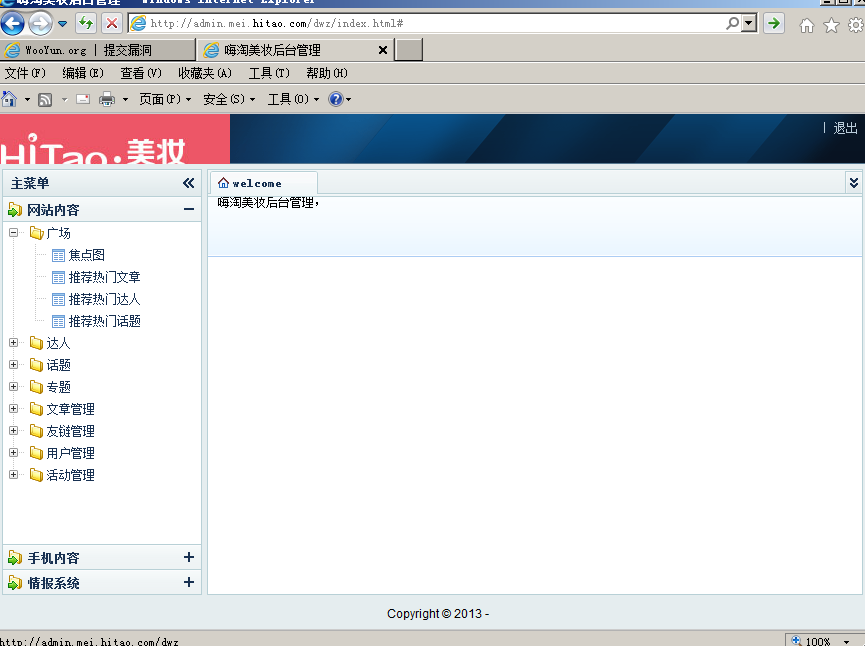 嗨淘美妆后台管理 - Windows Internet Explorer
http://admin.mei.hitao.com/dwz/index.html#
WooYun.org | 提交漏洞
嗨淘美妆后台管理
文件(F) 编辑(E) 查看(V) 收藏夹(A) 工具(T) 帮助(H)
页面(P) 安全(S) 工具(O)
HiTao·美妆
| 退出
主菜单
welcome
网站内容
嗨淘美妆后台管理，
广场
焦点图
推荐热门文章
推荐热门达人
推荐热门话题
达人
话题
专题
文章管理
友链管理
用户管理
活动管理
手机内容
情报系统
Copyright © 2013 -
http://admin.mei.hitao.com/dwz
100%